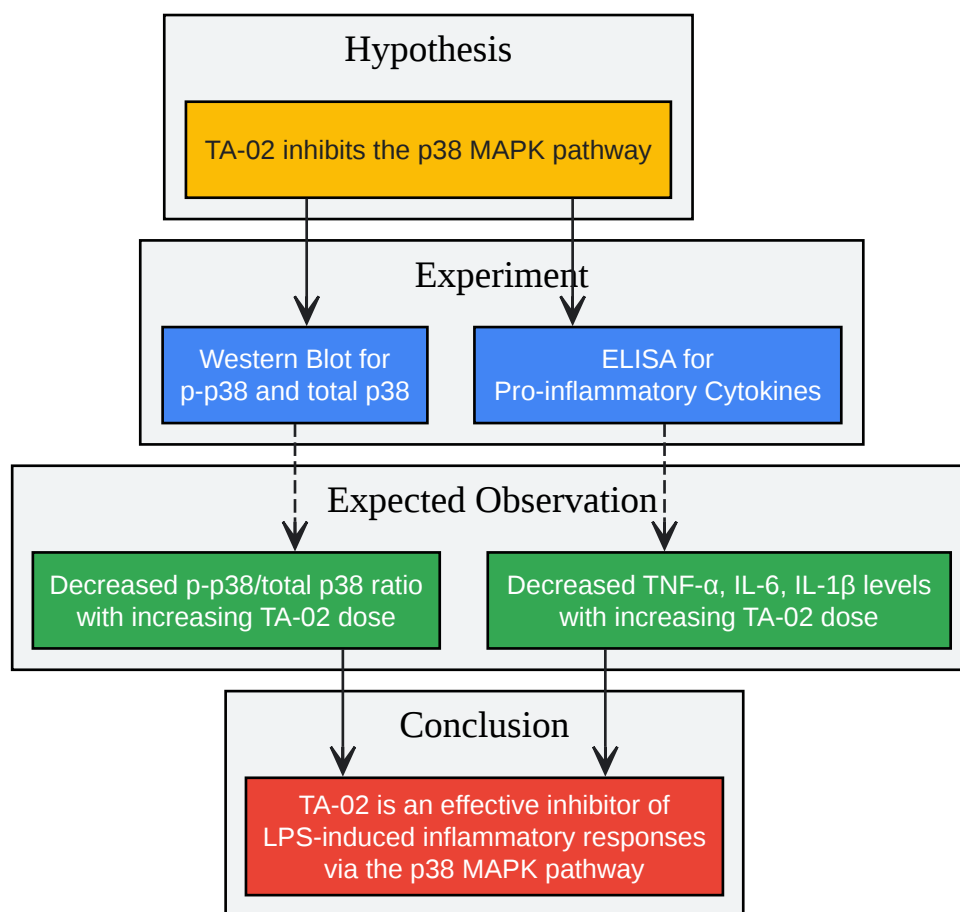 Hypothesis
TA-02 inhibits the p38 MAPK pathway
Experiment
Western Blot for
p-p38 and total p38
ELISA for
Pro-inflammatory Cytokines
Expected Observation
Decreased p-p38/total p38 ratio
with increasing TA-02 dose
Decreased TNF-α, IL-6, IL-1β levels
with increasing TA-02 dose
Conclusion
TA-02 is an effective inhibitor of
LPS-induced inflammatory responses
via the p38 MAPK pathway